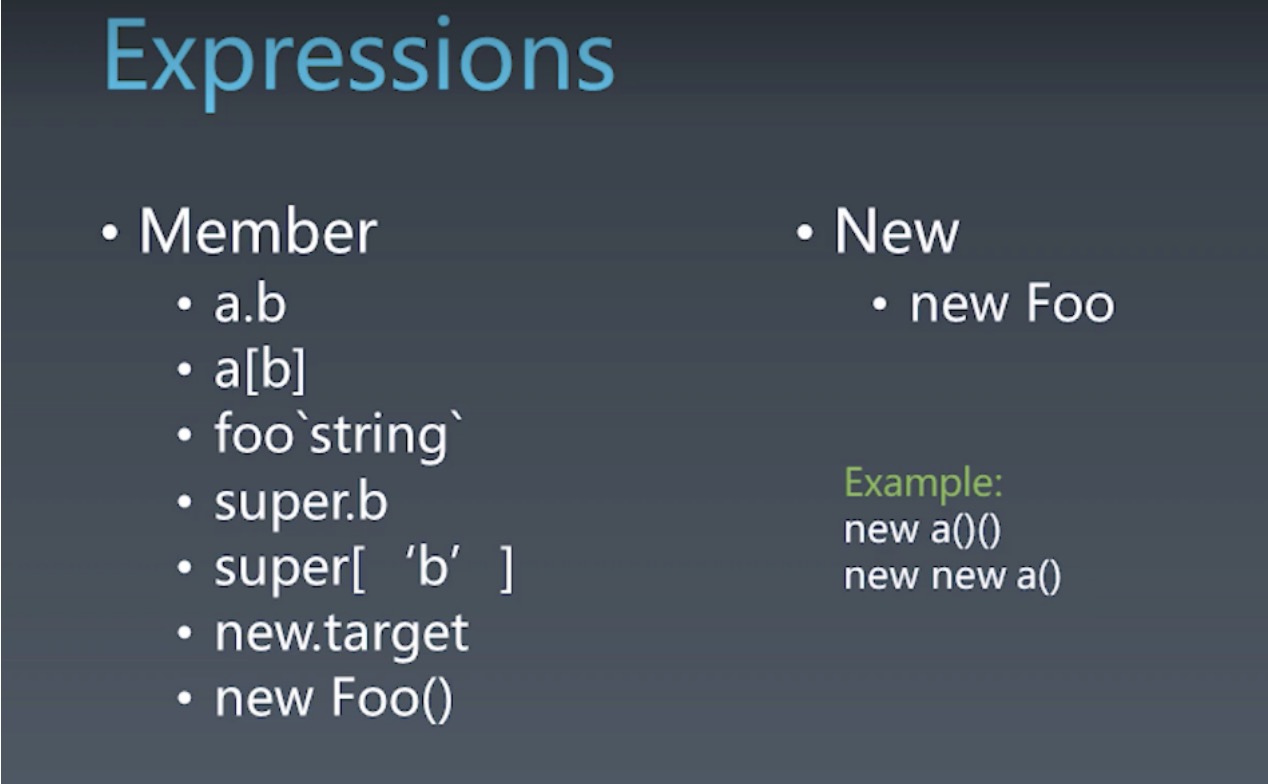 Expressions
• Member
• a.b
• a[b]
• foo`string`
• super.b
• super[ ‘b’ ]
• new.target
• new Foo()
• New
• new Foo
Example:
new a()()
new new a()